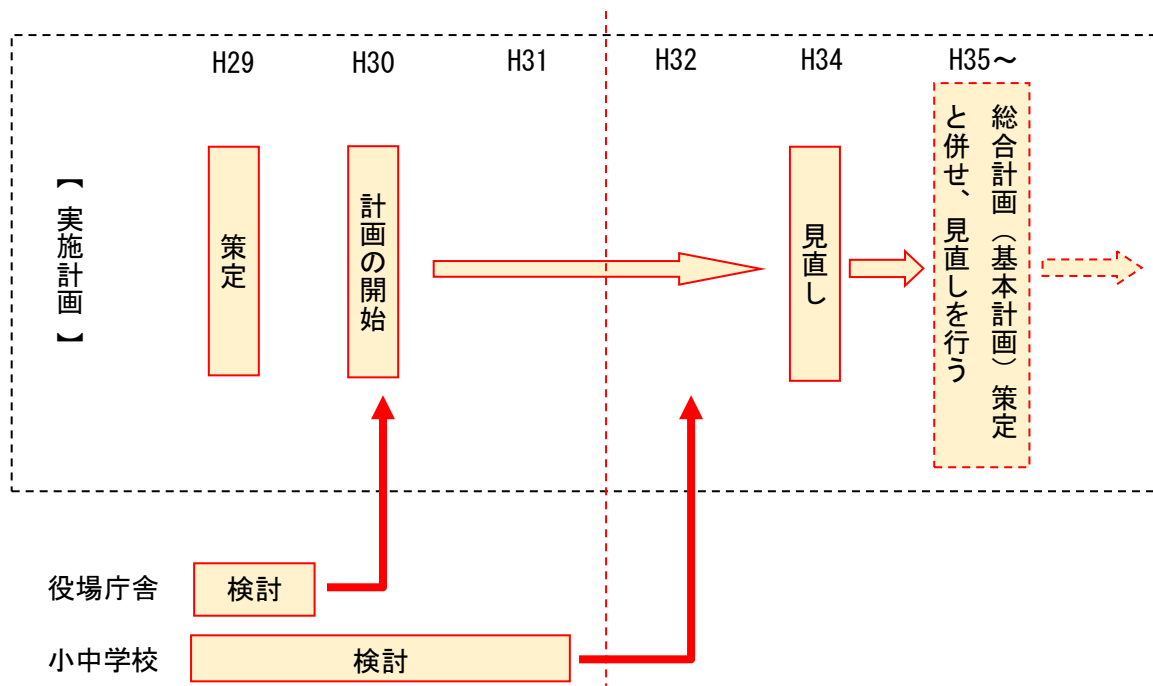 H29
H30
H31
H32
H34
H35～
【実施計画】
策定
計画の開始
見直し
総合計画（基本計画）策定
と併せ、見直しを行う
役場庁舎
検討
小中学校
検討